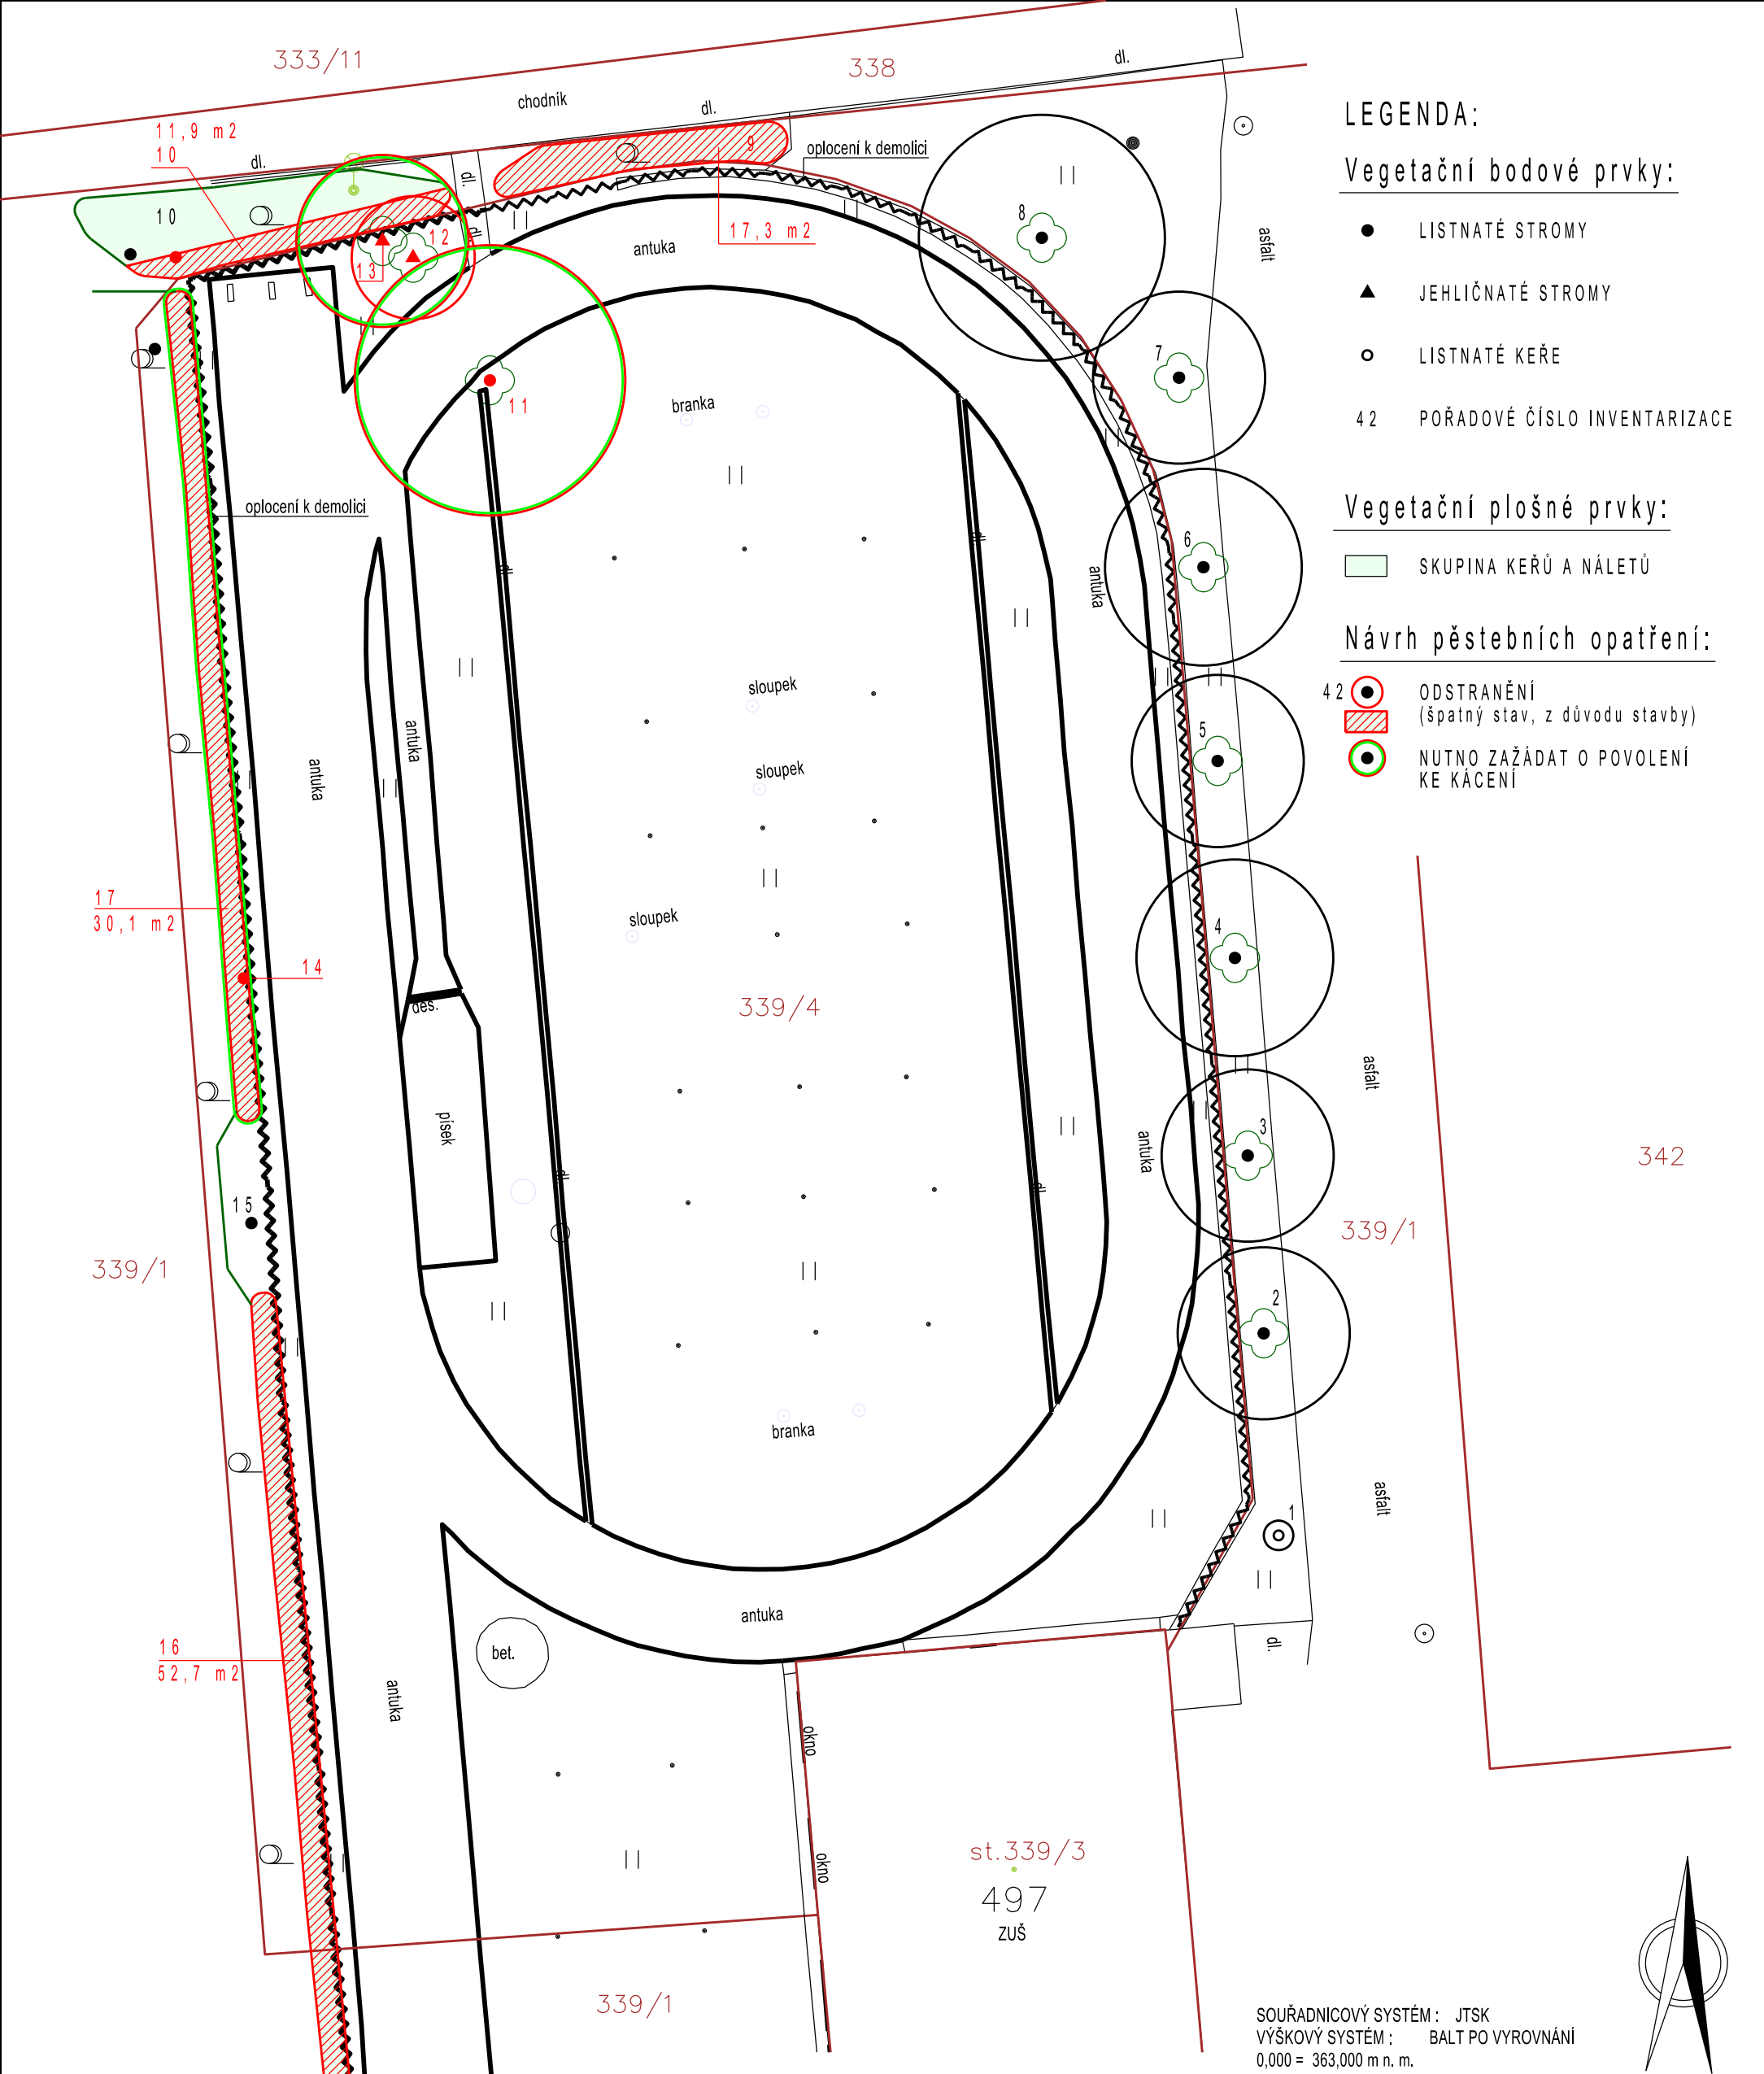 333/11
338
dl.
chodník
dl.
11,9 m2
10
dl.
dl.
9
oplocení k demolici
10
12
dl.
13
17,3 m2
antuka
8
asfalt
7
11
branka
oplocení k demolici
dl.
dl.
6
antuka
sloupek
antuka
antuka
5
sloupek
17
30,1 m2
sloupek
4
14
339/4
des.
asfalt
písek
3
antuka
342
dl.
dl.
15
339/1
339/1
2
branka
asfalt
1
antuka
bet.
dl.
16
52,7 m2
antuka
okno
okno
st.339/3
497
ZUŠ
339/1
LEGENDA:
Vegetační bodové prvky:
LISTNATÉ STROMY
JEHLIČNATÉ STROMY
LISTNATÉ KEŘE
42 POŘADOVÉ ČÍSLO INVENTARIZACE
Vegetační plošné prvky:
SKUPINA KEŘŮ A NÁLETŮ
Návrh pěstebních opatření:
42 ODSTRANĚNÍ
(špatný stav, z důvodu stavby)
NUTNO ZAŽÁDAT O POVOLENÍ
KE KÁCENÍ
SOUŘADNICOVÝ SYSTÉM : JTSK
VÝŠKOVÝ SYSTÉM : BALT PO VYROVNÁNÍ
0,000 = 363,000 m n. m.